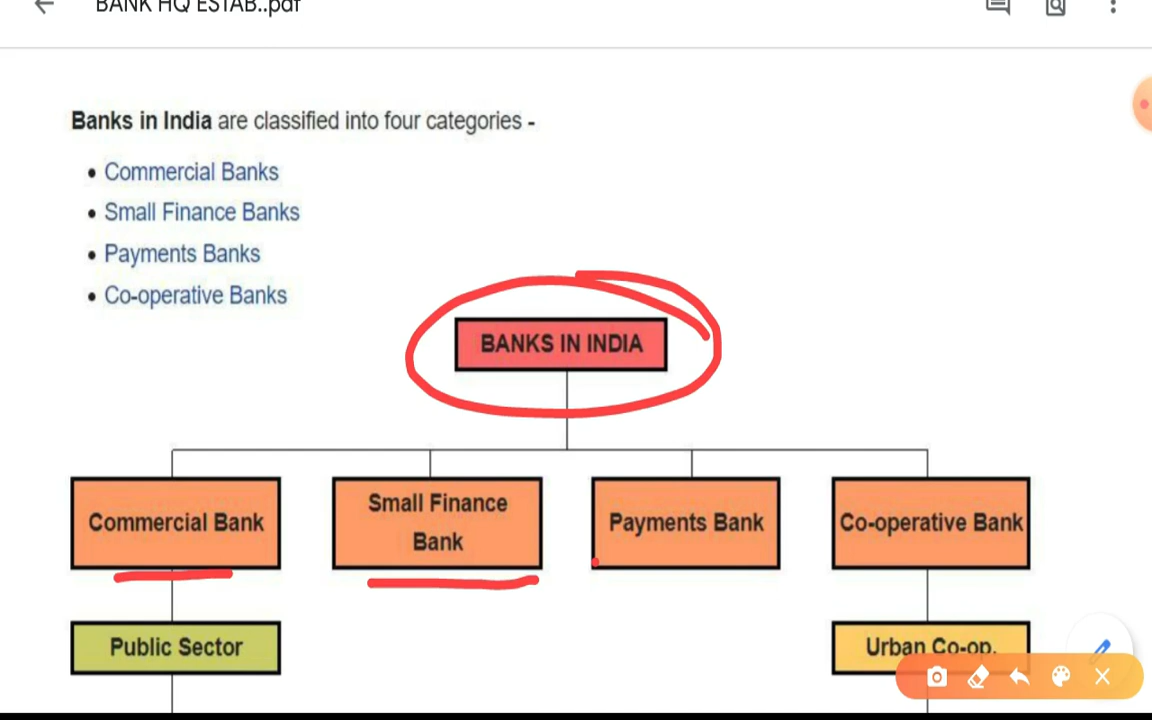 BANK HQ ESTAB..pdf
Banks in India are classified into four categories -
• Commercial Banks
• Small Finance Banks
• Payments Banks
• Co-operative Banks
BANKS IN INDIA
Commercial Bank
Small Finance
Bank
Payments Bank
Co-operative Bank
Public Sector
Urban Co-op.